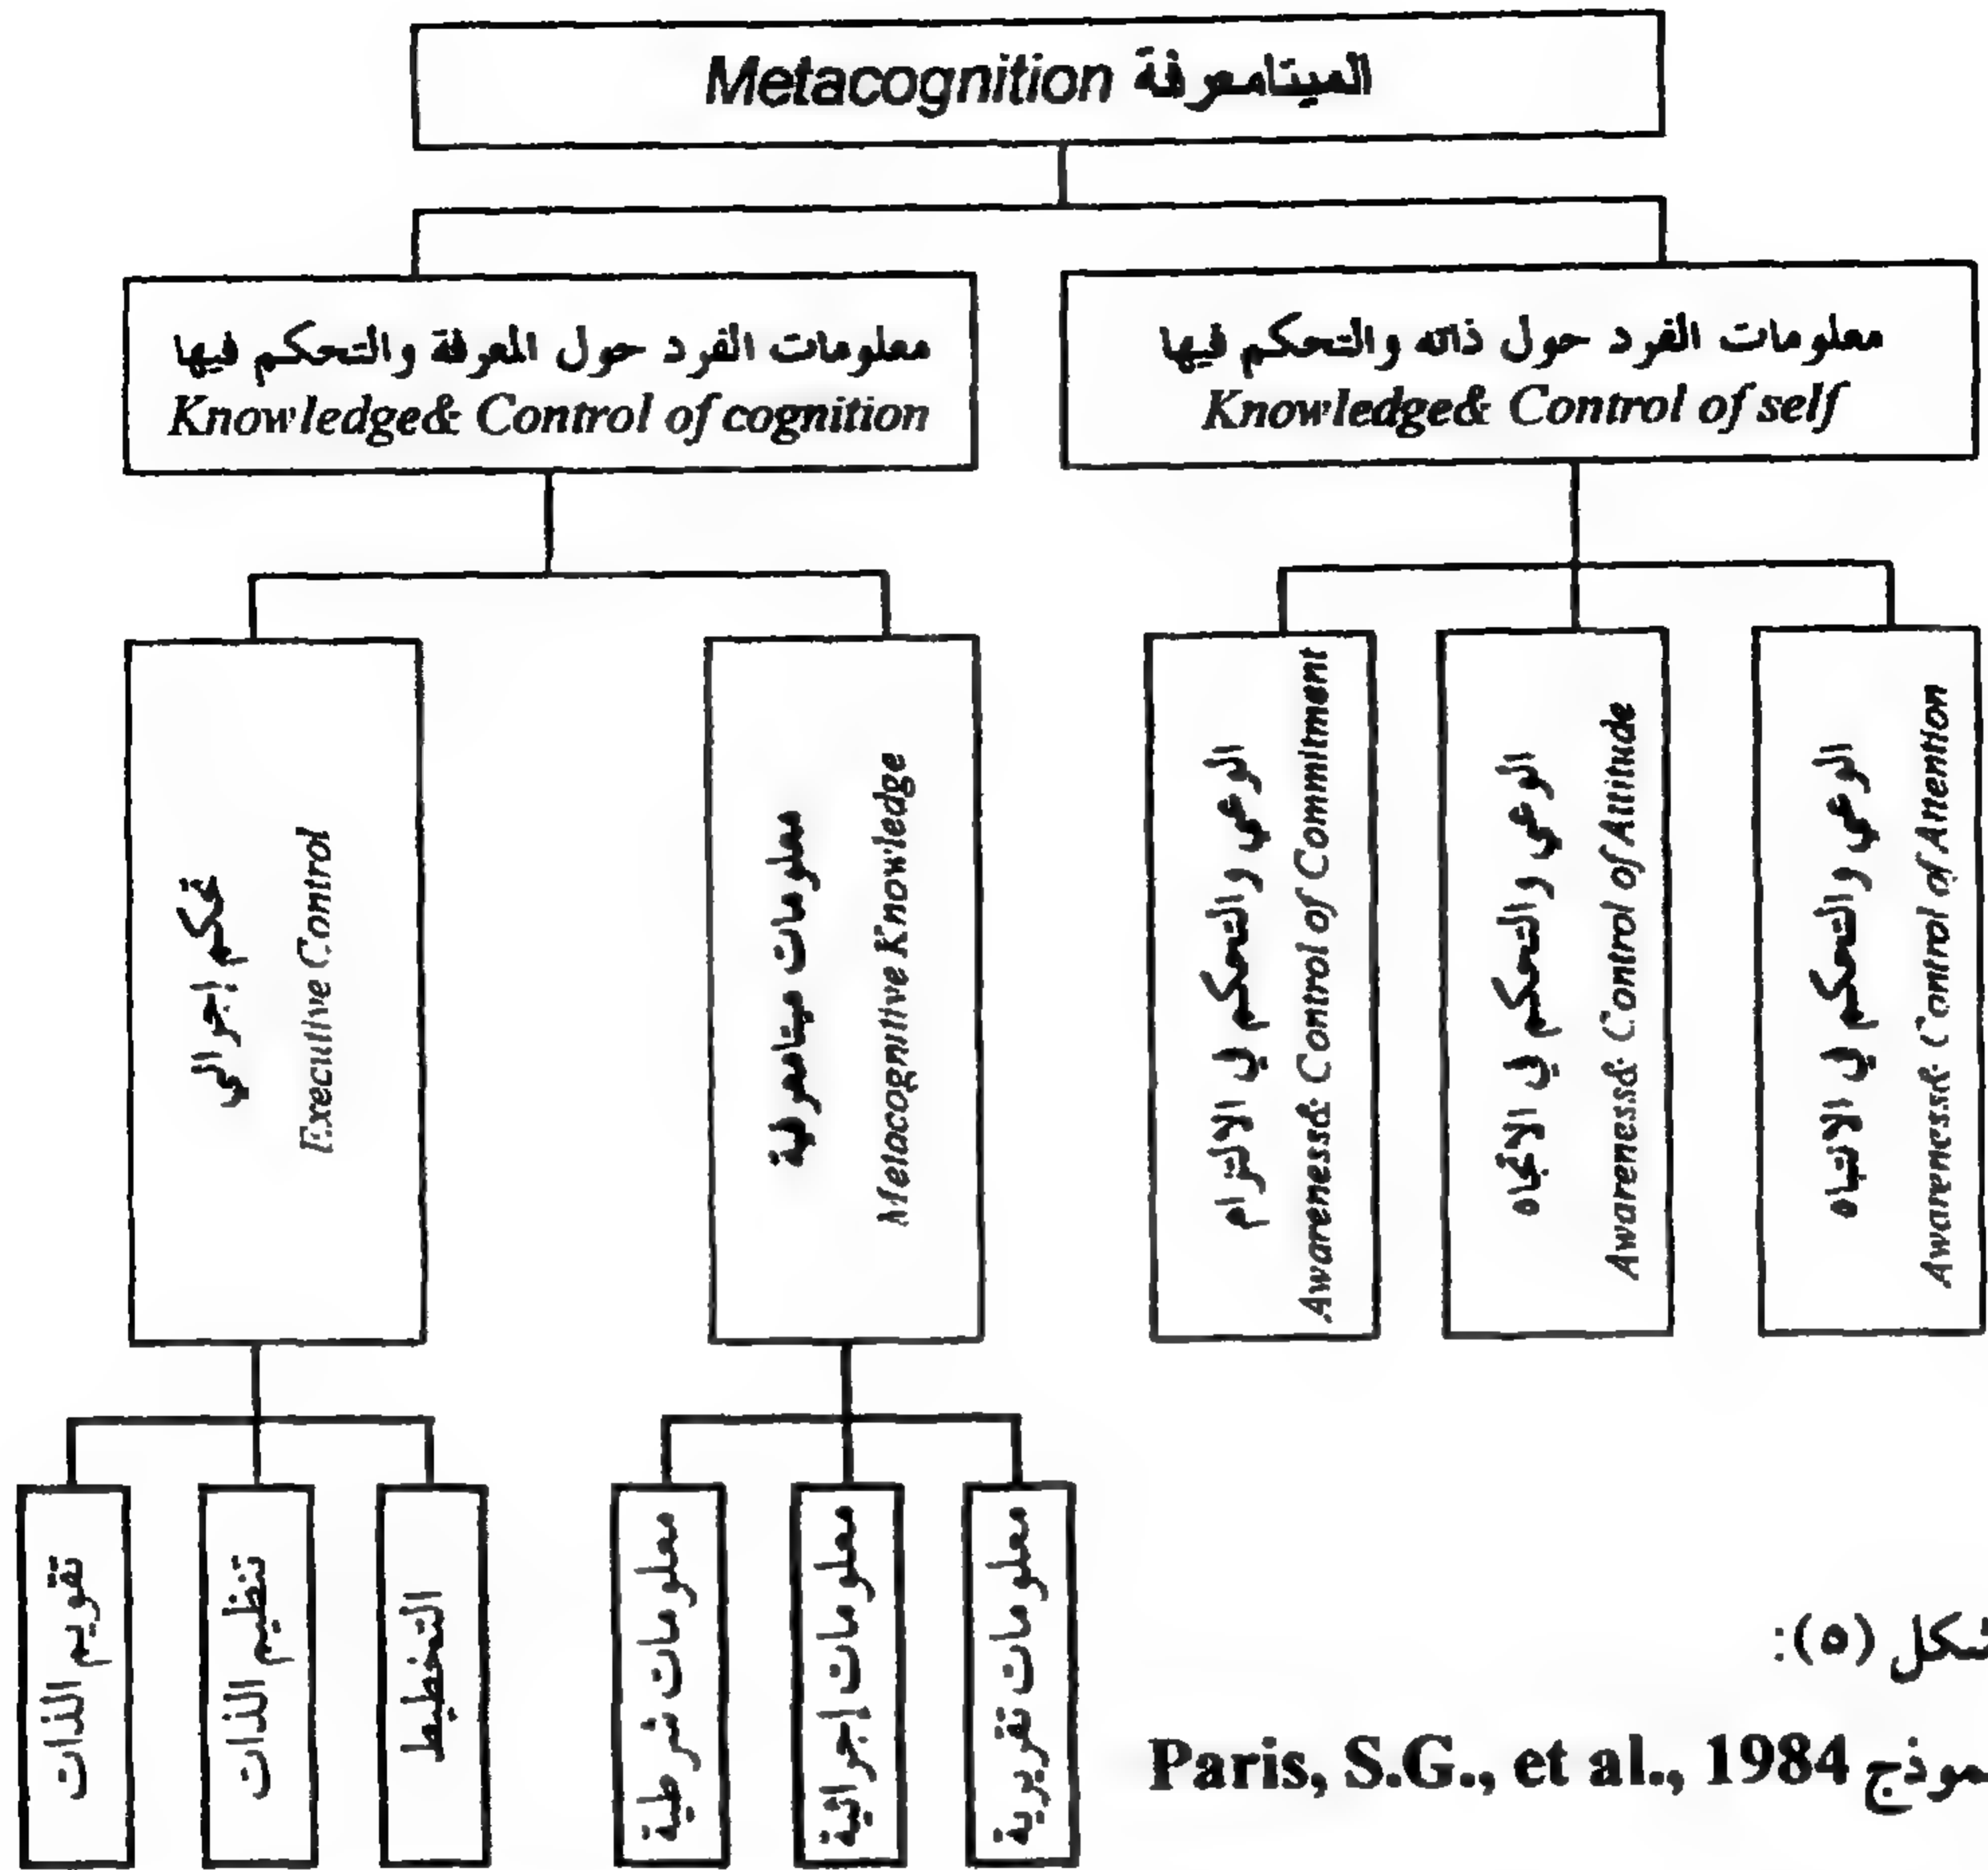 الميتامعرفة Metacognition
معلومات الفرد حول ذاته والتحكم فيها
Knowledge& Control of self
معلومات الفرد حول المعرفة والتحكم فيها
Knowledge& Control of cognition
الوعي والتحكم في الانتباه
Awareness& Control of Attention
الوعي والتحكم في الاتجاه
Awareness& Control of Attitude
الوعي والتحكم في الالتزام
Awareness& Control of Commitment
معلومات ميتامعرفية
Metacognitive Knowledge
تحكم إجرائي
Executive Control
معلومات تقريرية
معلومات إجرائية
معلومات شرطية
التخطيط
تنظيم الذات
تقويم الذات
شكل (٥):
نموذج Paris, S.G., et al., 1984